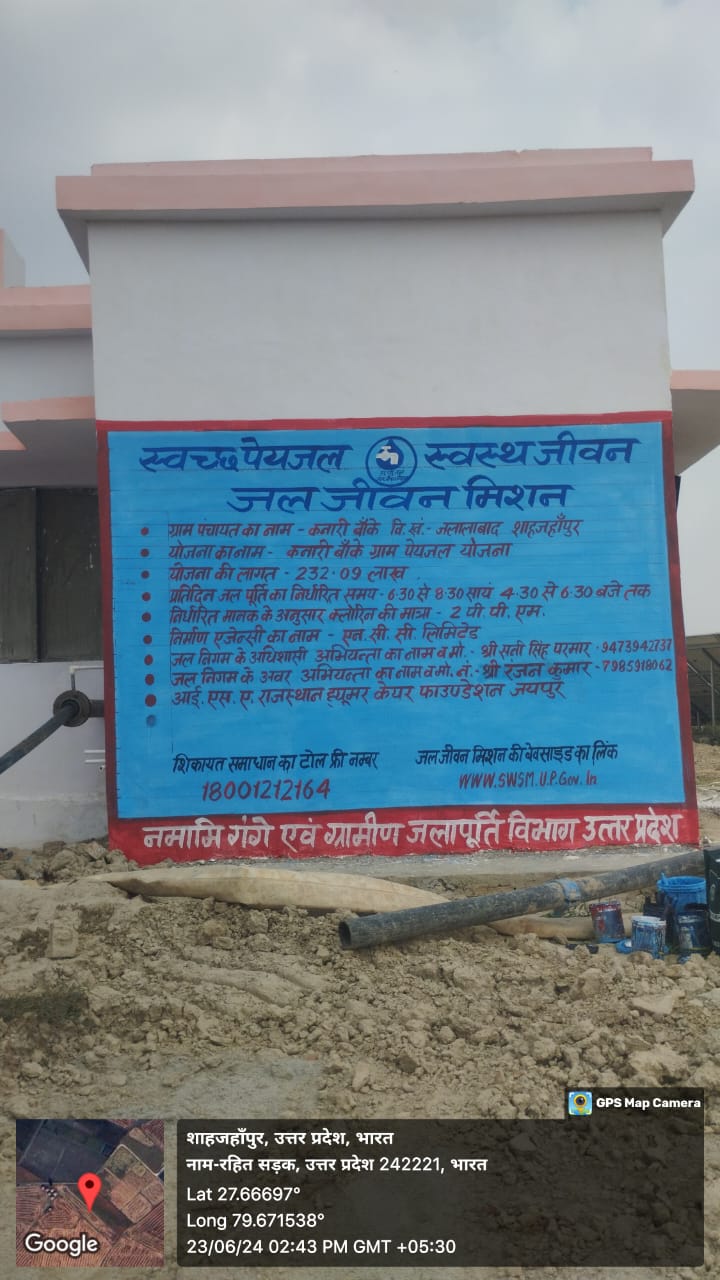 स्वच्छ पेयजल स्वस्थ जीवन
जल जीवन मिशन
• ग्राम पंचायत का नाम - कनारी बाँके वि.खं.- जलालाबाद शाहजहाँपुर
• योजना का नाम - कनारी बाँके ग्राम पेयजल योजना
• योजना की लागत - 232.09 लाख
• प्रतिदिन जल पूर्ति का निर्धारित समय - 6:30 से 8:30 सायं 4.30 से 6.30 बजे तक
• निर्धारित मानक के अनुसार क्लोरिन की मात्रा - 2 पी पी. एम.
• निर्माण एजेन्सी का नाम - एन. सी. सी. लिमिटेड
• जल निगम के अधिशासी अभियन्ता का नाम व मो.- श्री सिंह परमार - 9473942737
• जल निगम के अवर अभियन्ता का नाम व मो. नं.- श्री रंजन कुमार - 7985918062
• आई. एस. ए. राजस्थान ह्यूमर केयर फाउण्डेशन जयपुर
शिकायत समाधान का टोल फ्री नम्बर जल जीवन मिशन की वेवसाइड का लिंक
18001212164 WWW.SWSM.U.P.Gov.In
नमामि गंगे एवं ग्रामीण जलापूर्ति विभाग उत्तर प्रदेश
GPS Map Camera
शाहजहाँपुर, उत्तर प्रदेश, भारत
नाम-रहित सड़क, उत्तर प्रदेश 242221, भारत
Lat 27.66697°
Long 79.671538°
23/06/24 02:43 PM GMT +05:30
Google